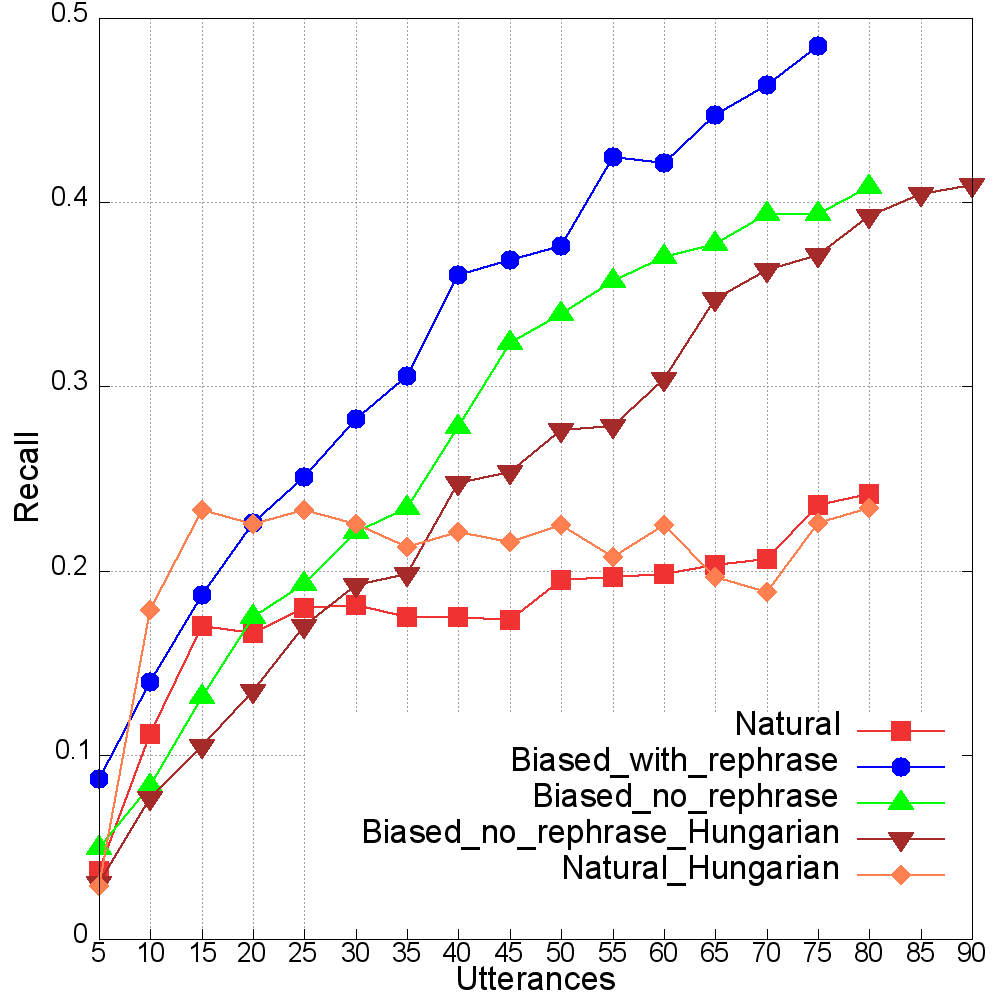 0.5
0.4
0.3
0.2
0.1
0
Recall
Natural
Biased_with_rephrase
Biased_no_rephrase
Biased_no_rephrase_Hungarian
Natural_Hungarian
5 10 15 20 25 30 35 40 45 50 55 60 65 70 75 80 85 90
Utterances